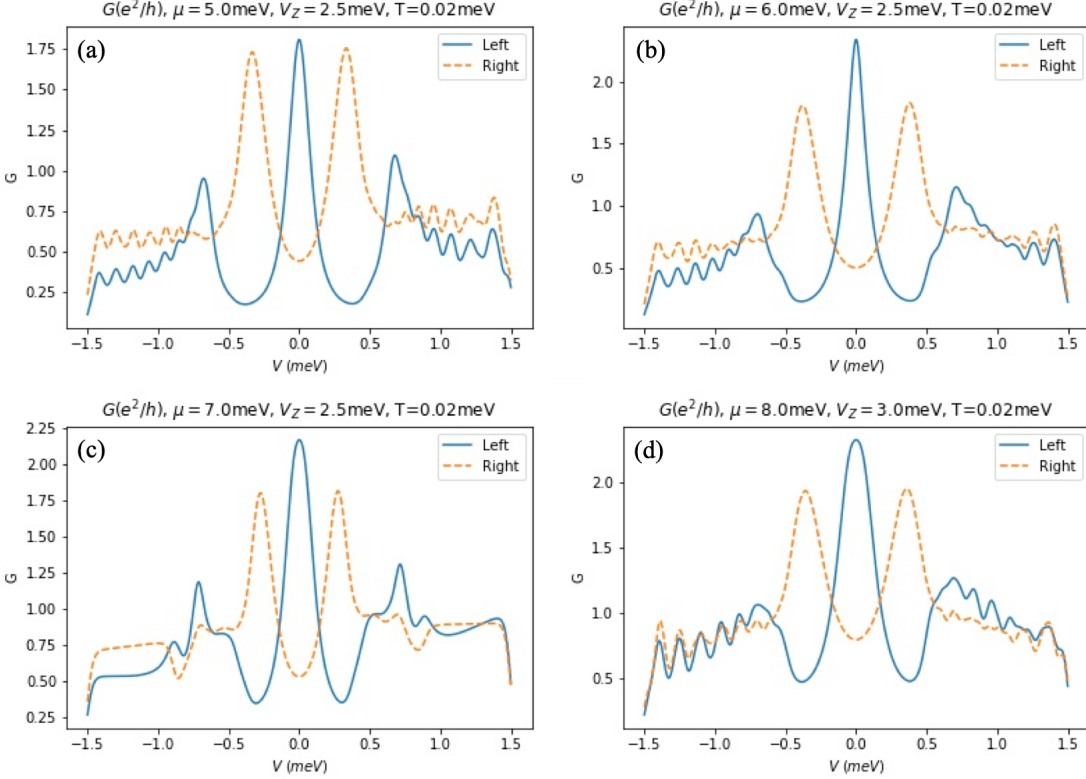 G(e²/h), μ = 5.0meV, V_Z = 2.5meV, T=0.02meV
(a)
Left
Right
1.75
1.50
1.25
1.00
0.75
0.50
0.25
G
−1.5 −1.0 −0.5 0.0 0.5 1.0 1.5
V (meV)
G(e²/h), μ = 6.0meV, V_Z = 2.5meV, T=0.02meV
(b)
Left
Right
2.0
1.5
1.0
0.5
G
−1.5 −1.0 −0.5 0.0 0.5 1.0 1.5
V (meV)
G(e²/h), μ = 7.0meV, V_Z = 2.5meV, T=0.02meV
(c)
Left
Right
2.25
2.00
1.75
1.50
1.25
1.00
0.75
0.50
0.25
G
−1.5 −1.0 −0.5 0.0 0.5 1.0 1.5
V (meV)
G(e²/h), μ = 8.0meV, V_Z = 3.0meV, T=0.02meV
(d)
Left
Right
2.0
1.5
1.0
0.5
G
−1.5 −1.0 −0.5 0.0 0.5 1.0 1.5
V (meV)